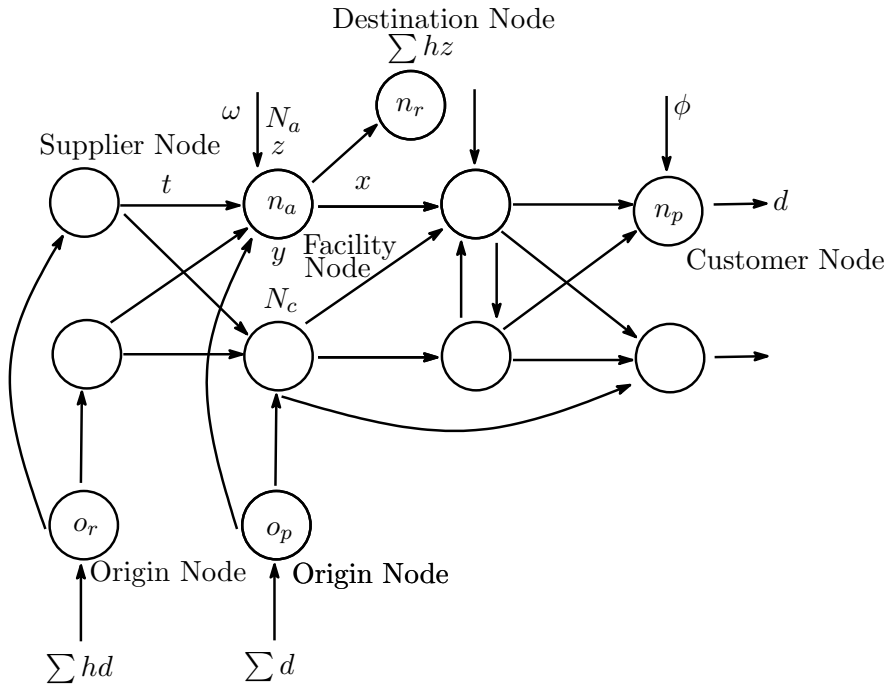 Destination Node
∑ hz
n_r
ω
N_a
z
ϕ
Supplier Node
t
n_a
x
n_p
d
y
Facility
Node
Customer Node
N_c
o_r
o_p
Origin Node
Origin Node
∑ hd
∑ d